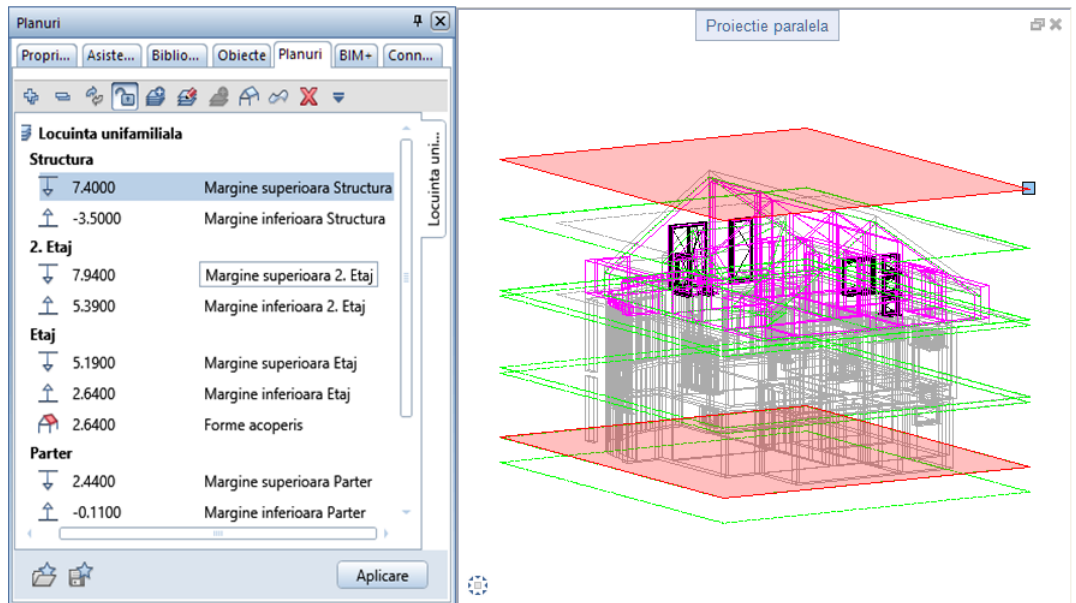 Planuri
Propri... Asiste... Biblio... Obiecte Planuri BIM+ Conn...
Locuinta unifamiliala
Structura
7.4000 Margine superioara Structura
-3.5000 Margine inferioara Structura
2. Etaj
7.9400 Margine superioara 2. Etaj
5.3900 Margine inferioara 2. Etaj
Etaj
5.1900 Margine superioara Etaj
2.6400 Margine inferioara Etaj
2.6400 Forme acoperis
Parter
2.4400 Margine superioara Parter
-0.1100 Margine inferioara Parter
Locuinta uni...
Aplicare
Proiectie paralela